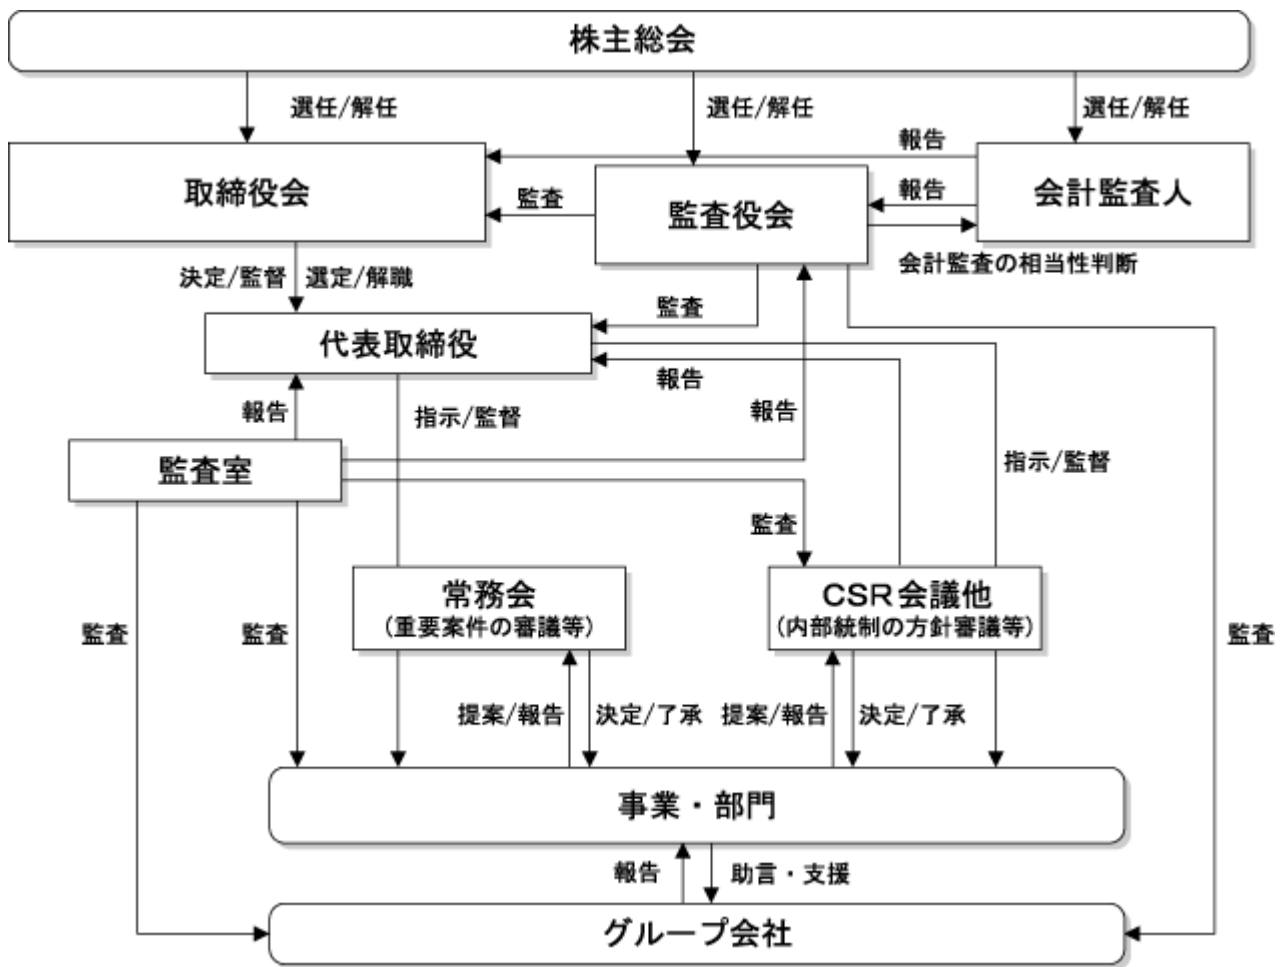 株主総会
選任/解任
選任/解任
選任/解任
報告
取締役会
監査
監査役会
報告
会計監査人
会計監査の相当性判断
決定/監督
選定/解職
監査
代表取締役
報告
報告
指示/監督
報告
監査室
指示/監督
監査
常務会
(重要案件の審議等)
CSR会議他
(内部統制の方針審議等)
監査
監査
監査
提案/報告
決定/了承
提案/報告
決定/了承
事業・部門
報告
助言・支援
グループ会社